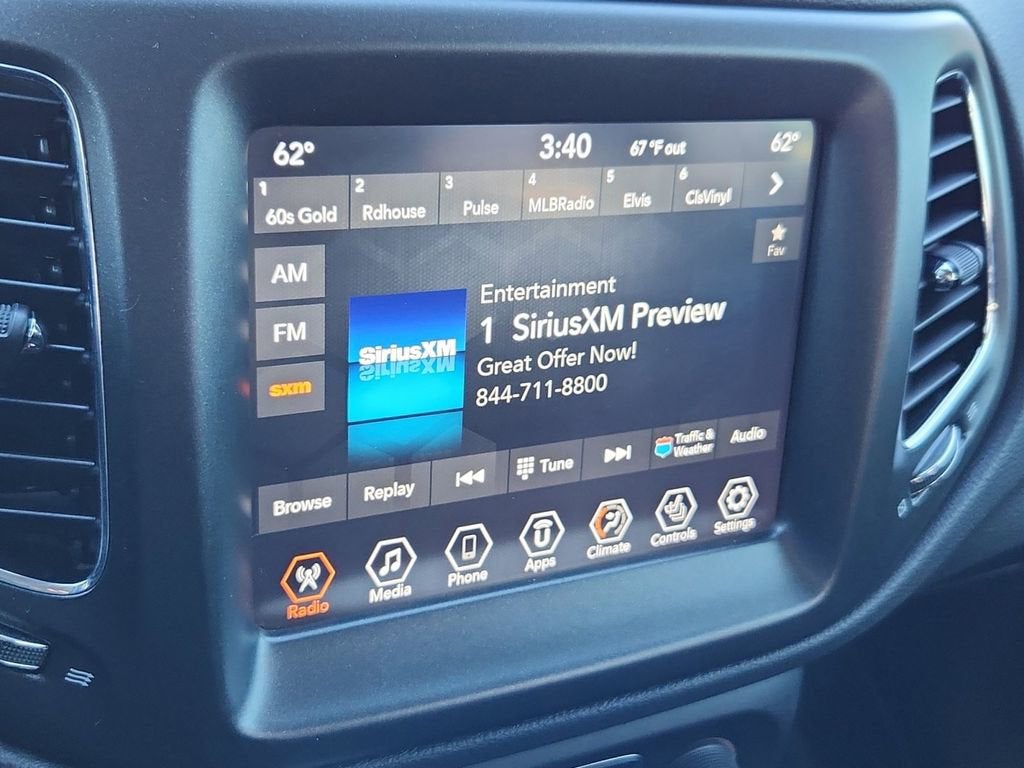 62° 3:40 67 °F out 62°
1 2 3 4 5 6
60s Gold Rdhouse Pulse MLBRadio Elvis ClsVinyl
Fav
AM
FM
sxm
SiriusXM
Entertainment
1 SiriusXM Preview
Great Offer Now!
844-711-8800
Browse Replay Tune Traffic & Weather Audio
Radio Media Phone Apps Climate Controls Settings